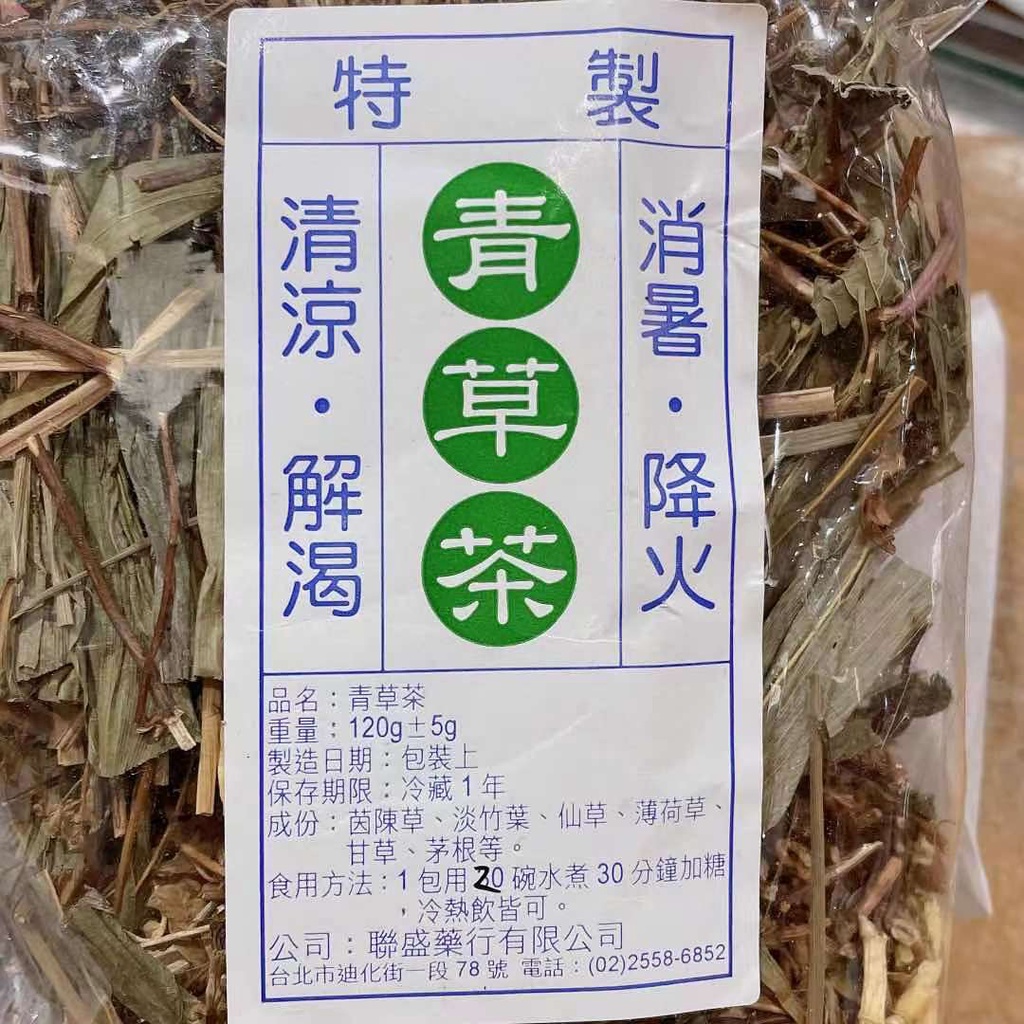 特製
消暑・降火
青草茶
清涼・解渴
品名：青草茶
重量：120g±5g
製造日期：包裝上
保存期限：冷藏1年
成份：茵陳草、淡竹葉、仙草、薄荷草、
甘草、茅根等。
食用方法：1包用20碗水煮30分鐘加糖
，冷熱飲皆可。
公司：聯盛藥行有限公司
台北市迪化街一段78號 電話：(02)2558-6852